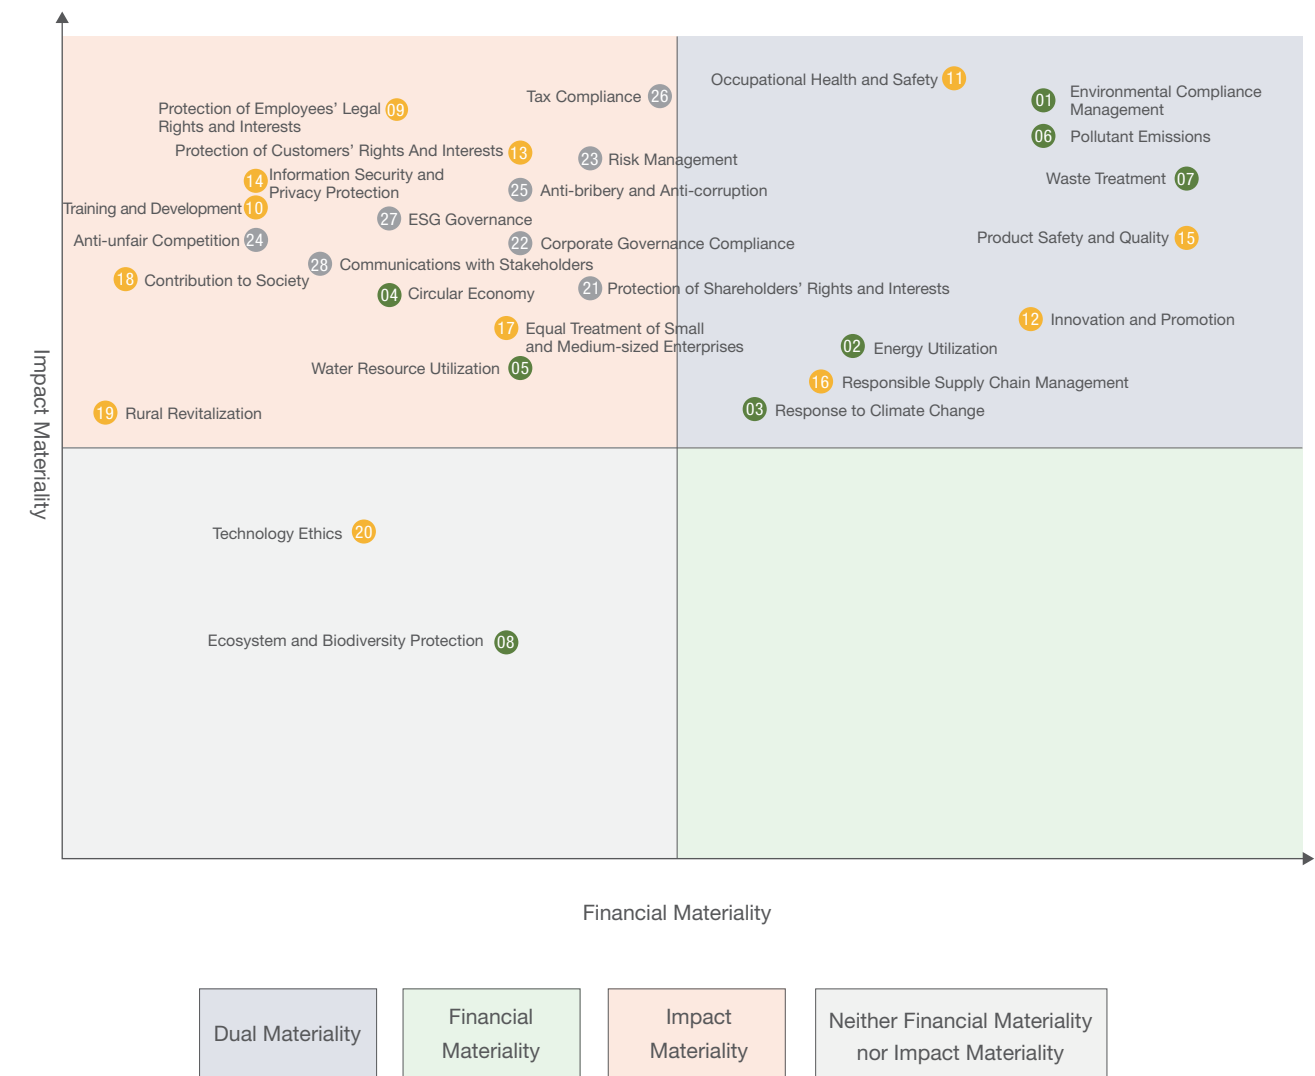 Occupational Health and Safety 11
Tax Compliance 26
01 Environmental Compliance
Management
Protection of Employees’ Legal 09
Rights and Interests
06 Pollutant Emissions
Protection of Customers’ Rights And Interests 13
23 Risk Management
14 Information Security and
Privacy Protection
25 Anti-bribery and Anti-corruption
Waste Treatment 07
Training and Development 10
27 ESG Governance
Anti-unfair Competition 24
22 Corporate Governance Compliance
Product Safety and Quality 15
28 Communications with Stakeholders
18 Contribution to Society
04 Circular Economy
21 Protection of Shareholders’ Rights and Interests
17 Equal Treatment of Small
and Medium-sized Enterprises
12 Innovation and Promotion
02 Energy Utilization
Water Resource Utilization 05
16 Responsible Supply Chain Management
19 Rural Revitalization
03 Response to Climate Change
Impact Materiality
Technology Ethics 20
Ecosystem and Biodiversity Protection 08
Financial Materiality
Dual Materiality
Financial
Materiality
Impact
Materiality
Neither Financial Materiality
nor Impact Materiality